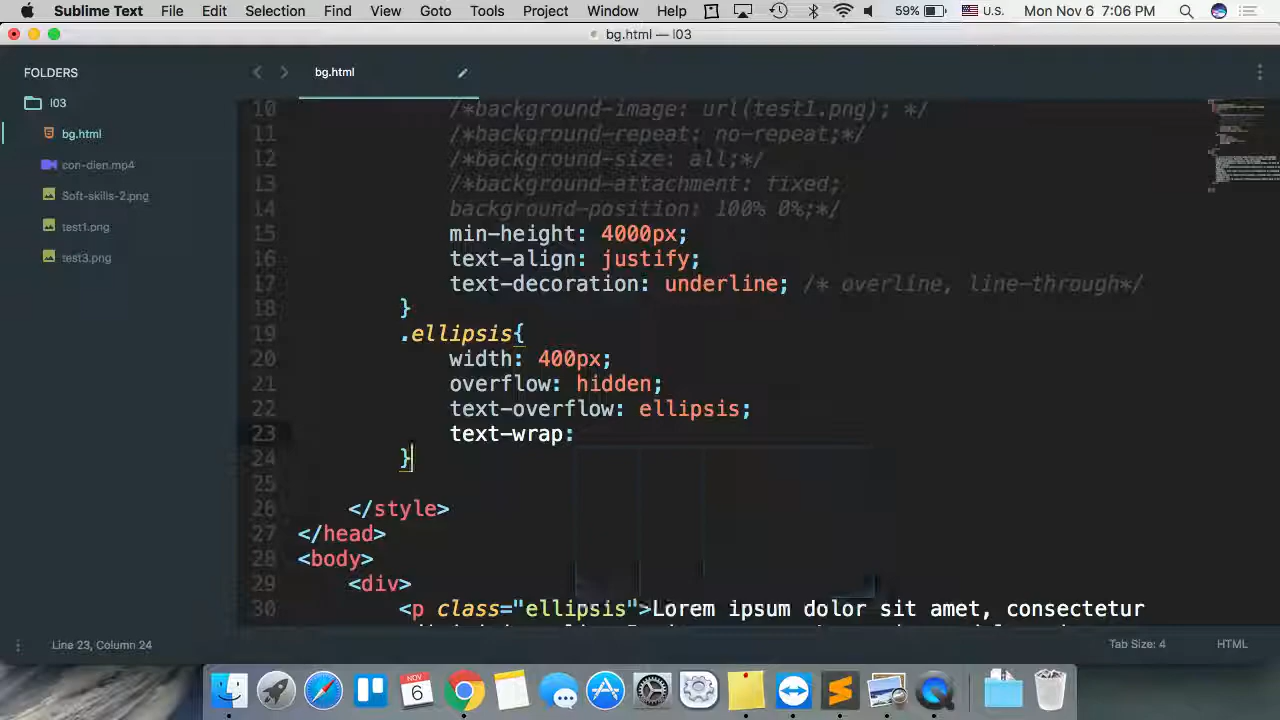 Sublime Text File Edit Selection Find View Goto Tools Project Window Help 59% U.S. Mon Nov 6 7:06 PM
bg.html — l03
FOLDERS
l03
bg.html
con-dien.mp4
Soft-skills-2.png
test1.png
test3.png
bg.html
10 /*background-image: url(test1.png); */
11 /*background-repeat: no-repeat;*/
12 /*background-size: all;*/
13 /*background-attachment: fixed;
14 background-position: 100% 0%;*/
15 min-height: 4000px;
16 text-align: justify;
17 text-decoration: underline; /* overline, line-through*/
18 }
19 .ellipsis{
20 width: 400px;
21 overflow: hidden;
22 text-overflow: ellipsis;
23 text-wrap:
24 }
25
26 </style>
27 </head>
28 <body>
29 <div>
30 <p class="ellipsis">Lorem ipsum dolor sit amet, consectetur
Line 23, Column 24
Tab Size: 4 HTML
NOV
6